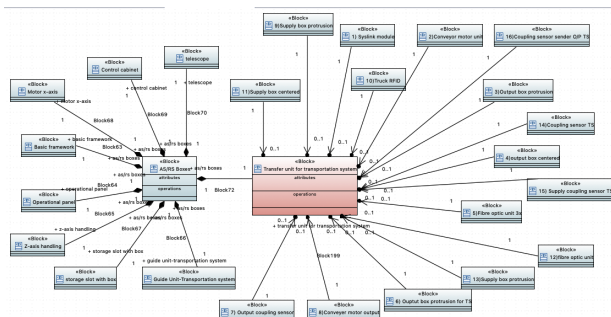 «Block»
9)Supply box protrusion
«Block»
1) Syslink module
«Block»
2)Conveyor motor unit
«Block»
16)Coupling sensor sender Q/P TS
«Block»
telescope
«Block»
Control cabinet
«Block»
10)Truck RFID
«Block»
3)Output box protrusion
«Block»
Motor x-axis
«Block»
11)Supply box centered
+ control cabinet
+ telescope
+ motor x-axis
Block68
Block69
Block70
«Block»
14)Coupling sensor TS
«Block»
Basic framework
+ basic framework
Block63
+ as/rs boxes
«Block»
4)output box centered
«Block»
AS/RS Boxes*
attributes
operations
«Block»
Transfer unit for transportation system
attributes
operations
Block72
«Block»
Operational panel
+ operational panel
Block64
«Block»
15) Supply coupling sensor TS
«Block»
5)Fibre optic unit 3x
«Block»
Z-axis handling
+ z-axis handling
Block65
Block67
Block66
+ as/rs boxes
+ transfer unit for transportation system
«Block»
12)fibre optic unit
+ storage slot with box
+ guide unit-transportation system
«Block»
storage slot with box
«Block»
Guide Unit-Transportation system
Block199
«Block»
13)Supply box protrusion
«Block»
7) Output coupling sensor
«Block»
8)Conveyer motor output
«Block»
6) Ouptut box protrusion for TS